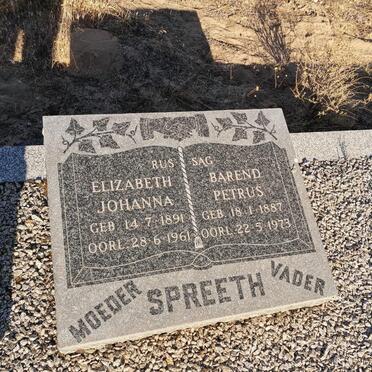 RUS SAG
ELIZABETH
JOHANNA
GEB. 14.7.1891
OORL. 28.6.1961
BAREND
PETRUS
GEB. 18.1.1887
OORL. 22.5.1973
MOEDER SPREETH VADER